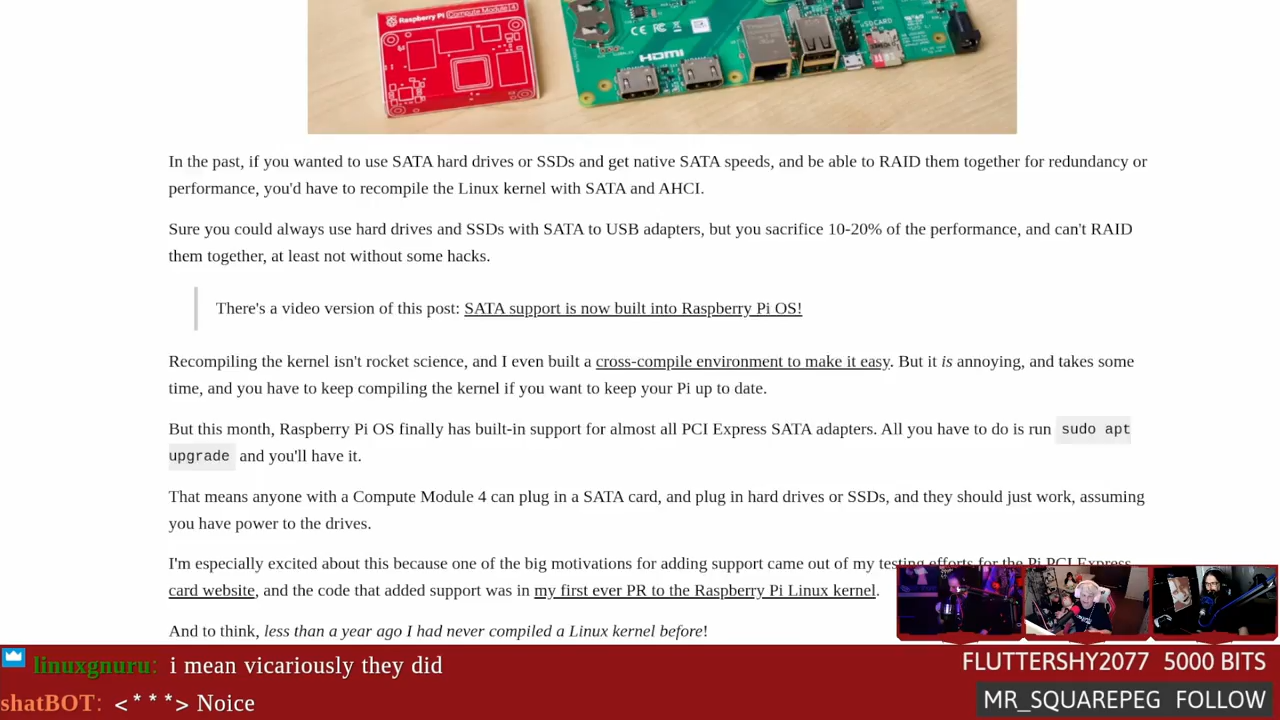 Raspberry Pi Compute Module 4
HDMI
In the past, if you wanted to use SATA hard drives or SSDs and get native SATA speeds, and be able to RAID them together for redundancy or
performance, you'd have to recompile the Linux kernel with SATA and AHCI.
Sure you could always use hard drives and SSDs with SATA to USB adapters, but you sacrifice 10-20% of the performance, and can't RAID
them together, at least not without some hacks.
There's a video version of this post: SATA support is now built into Raspberry Pi OS!
Recompiling the kernel isn't rocket science, and I even built a cross-compile environment to make it easy. But it is annoying, and takes some
time, and you have to keep compiling the kernel if you want to keep your Pi up to date.
But this month, Raspberry Pi OS finally has built-in support for almost all PCI Express SATA adapters. All you have to do is run sudo apt
upgrade and you'll have it.
That means anyone with a Compute Module 4 can plug in a SATA card, and plug in hard drives or SSDs, and they should just work, assuming
you have power to the drives.
I'm especially excited about this because one of the big motivations for adding support came out of my testing efforts for the Pi PCI Express
card website, and the code that added support was in my first ever PR to the Raspberry Pi Linux kernel.
And to think, less than a year ago I had never compiled a Linux kernel before!
linuxgnuru: i mean vicariously they did
shatBOT: <***> Noice
FLUTTERSHY2077 5000 BITS
MR_SQUAREPEG FOLLOW